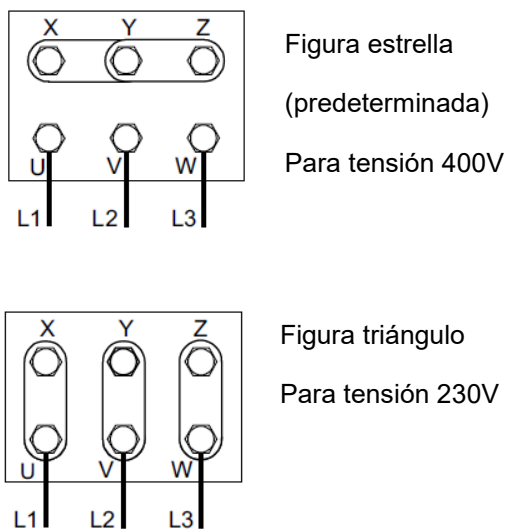 X Y Z
Figura estrella
(predeterminada)
Para tensión 400V
U V W
L1 L2 L3
X Y Z
Figura triángulo
Para tensión 230V
U V W
L1 L2 L3